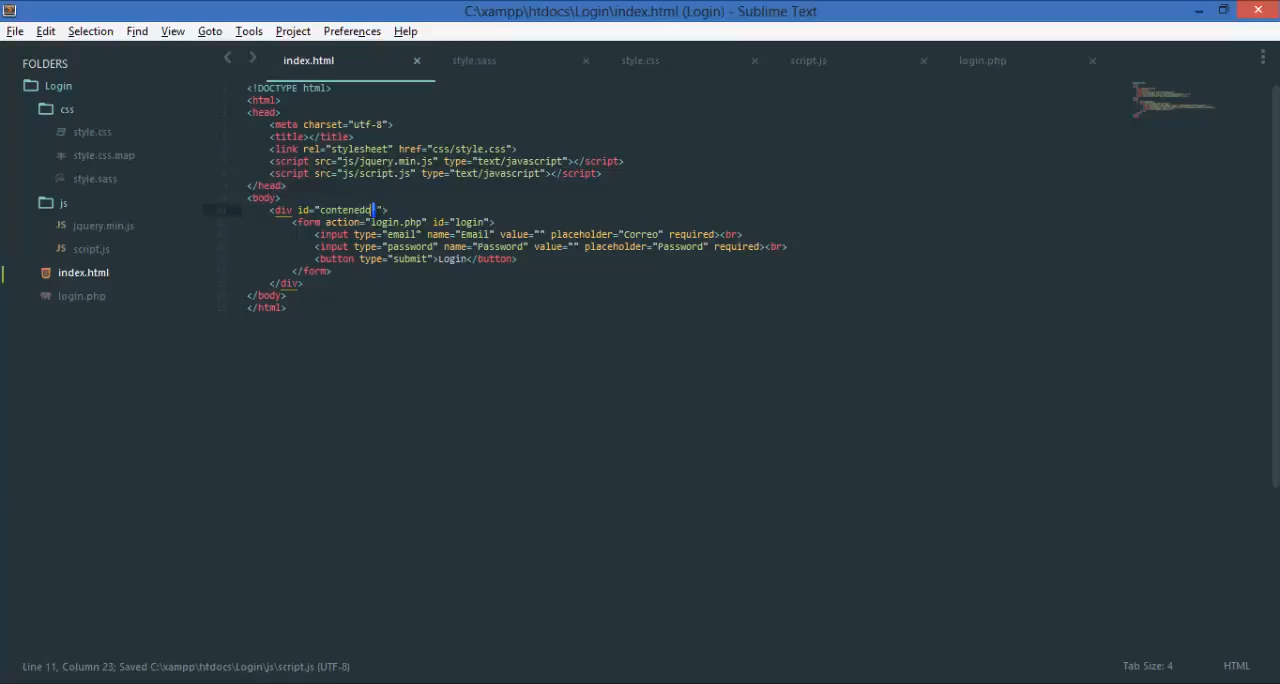 C:\xampp\htdocs\Login\index.html (Login) - Sublime Text
File Edit Selection Find View Goto Tools Project Preferences Help
FOLDERS
Login
css
style.css
style.css.map
style.sass
js
JS jquery.min.js
JS script.js
index.html
login.php
index.html style.sass style.css script.js login.php
<!DOCTYPE html>
<html>
<head>
<meta charset="utf-8">
<title></title>
<link rel="stylesheet" href="css/style.css">
<script src="js/jquery.min.js" type="text/javascript"></script>
<script src="js/script.js" type="text/javascript"></script>
</head>
<body>
<div id="
<form action="login.php" id="login">
<input type="email" name="Email" value="" placeholder="Correo" required><br>
<input type="password" name="Password" value="" placeholder="Password" required><br>
<button type="submit">Login</button>
</form>
</div>
</body>
</html>
Line 11, Column 23; Saved C:\xampp\htdocs\Login\js\script.js (UTF-8)
Tab Size: 4 HTML